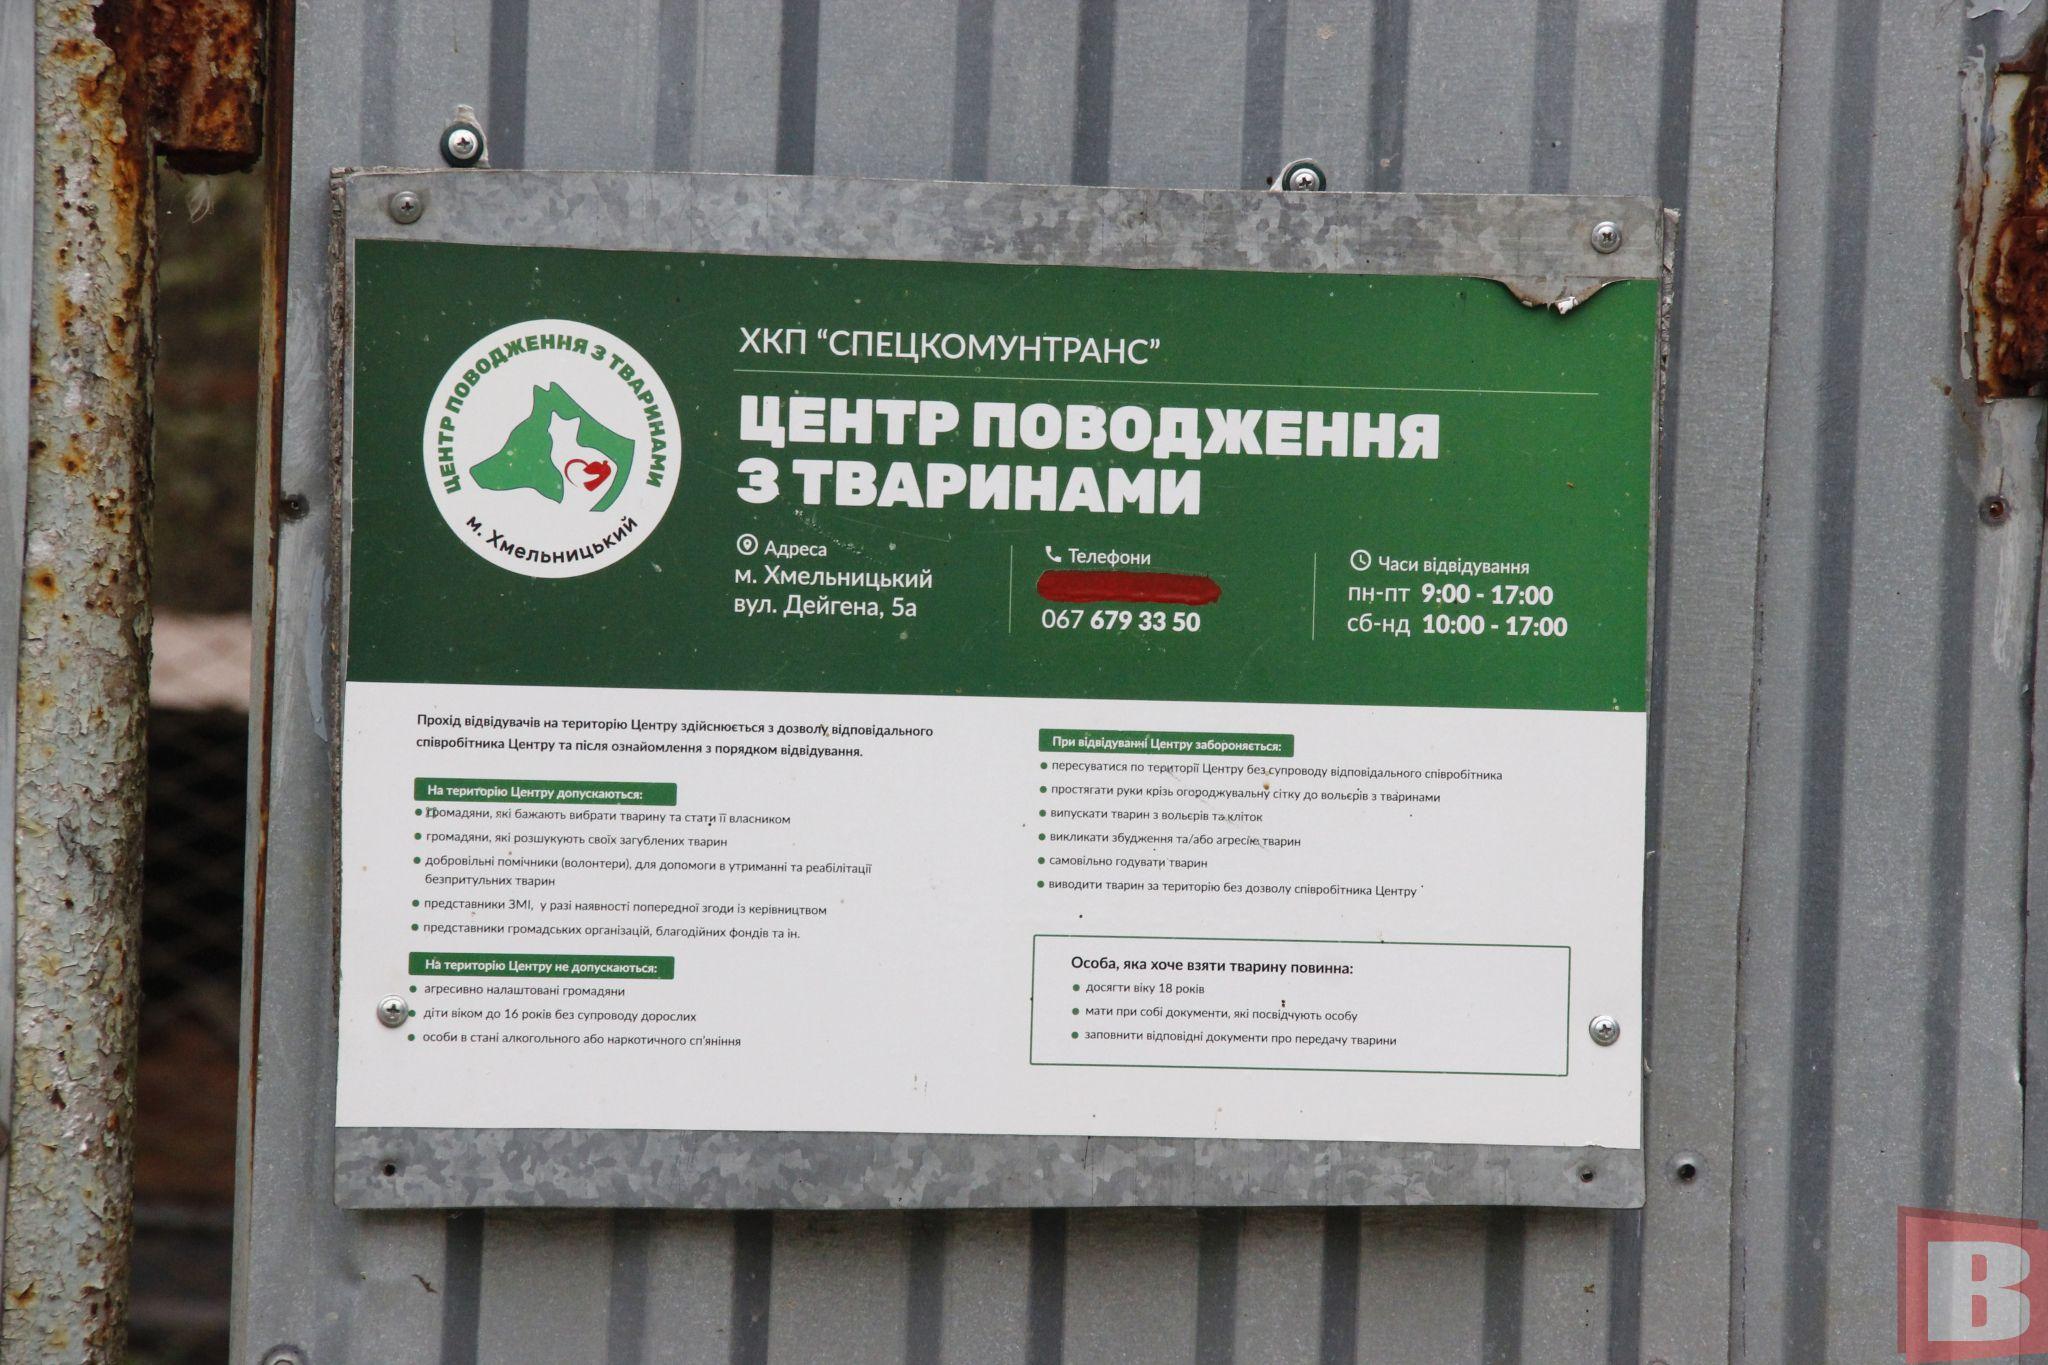 ЦЕНТР ПОВОДЖЕННЯ З ТВАРИНАМИ
м. Хмельницький
ХКП “СПЕЦКОМУНТРАНС”
ЦЕНТР ПОВОДЖЕННЯ
З ТВАРИНАМИ
Адреса
м. Хмельницький
вул. Дейгена, 5а
Телефони
067 679 33 50
Часи відвідування
пн-пт 9:00 - 17:00
сб-нд 10:00 - 17:00
Прохід відвідувачів на територію Центру здійснюється з дозволу відповідального
співробітника Центру та після ознайомлення з порядком відвідування.
На територію Центру допускаються:
громадяни, які бажають вибрати тварину та стати її власником
громадяни, які розшукують своїх загублених тварин
добровільні помічники (волонтери), для допомоги в утриманні та реабілітації
безпритульних тварин
представники ЗМІ, у разі наявності попередної згоди із керівництвом
представники громадських організацій, благодійних фондів та ін.
На територію Центру не допускаються:
агресивно налаштовані громадяни
діти віком до 16 років без супроводу дорослих
особи в стані алкогольного або наркотичного сп'яніння
При відвідуванні Центру забороняється:
пересуватися по території Центру без супроводу відповідального співробітника
простягати руки крізь огороджувальну сітку до вольєрів з тваринами
випускати тварин з вольєрів та кліток
викликати збудження та/або агресію тварин
самовільно годувати тварин
виводити тварин за територію без дозволу співробітника Центру
Особа, яка хоче взяти тварину повинна:
досягти віку 18 років
мати при собі документи, які посвідчують особу
заповнити відповідні документи про передачу тварини
В